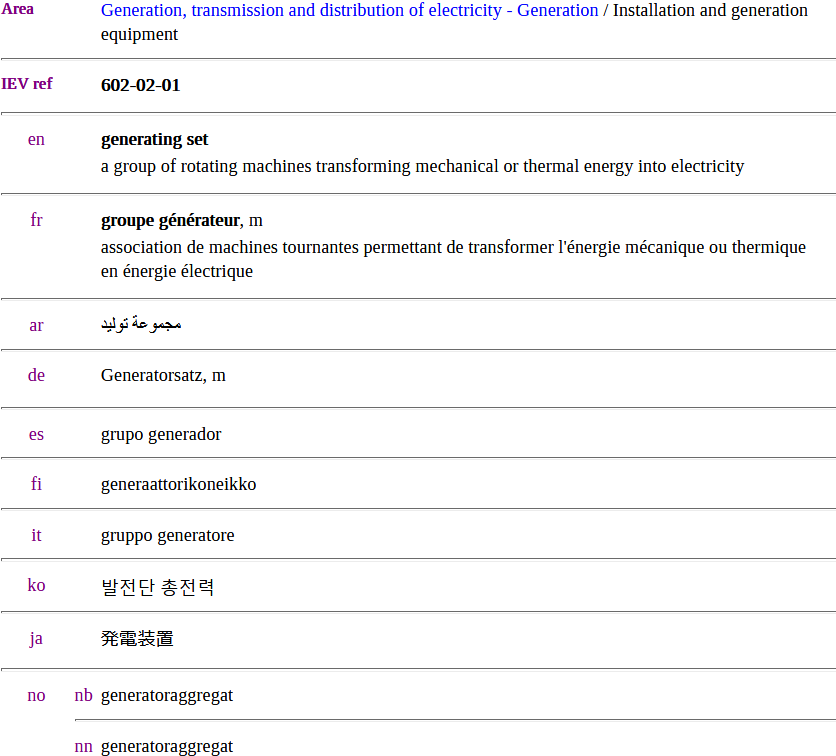 Area Generation, transmission and distribution of electricity - Generation / Installation and generation
equipment
IEV ref 602-02-01
en generating set
a group of rotating machines transforming mechanical or thermal energy into electricity
fr groupe générateur, m
association de machines tournantes permettant de transformer l'énergie mécanique ou thermique
en énergie électrique
ar مجموعة توليد
de Generatorsatz, m
es grupo generador
fi generaattorikoneikko
it gruppo generatore
ko 발전단 총전력
ja 発電装置
no nb generatoraggregat
nn generatoraggregat